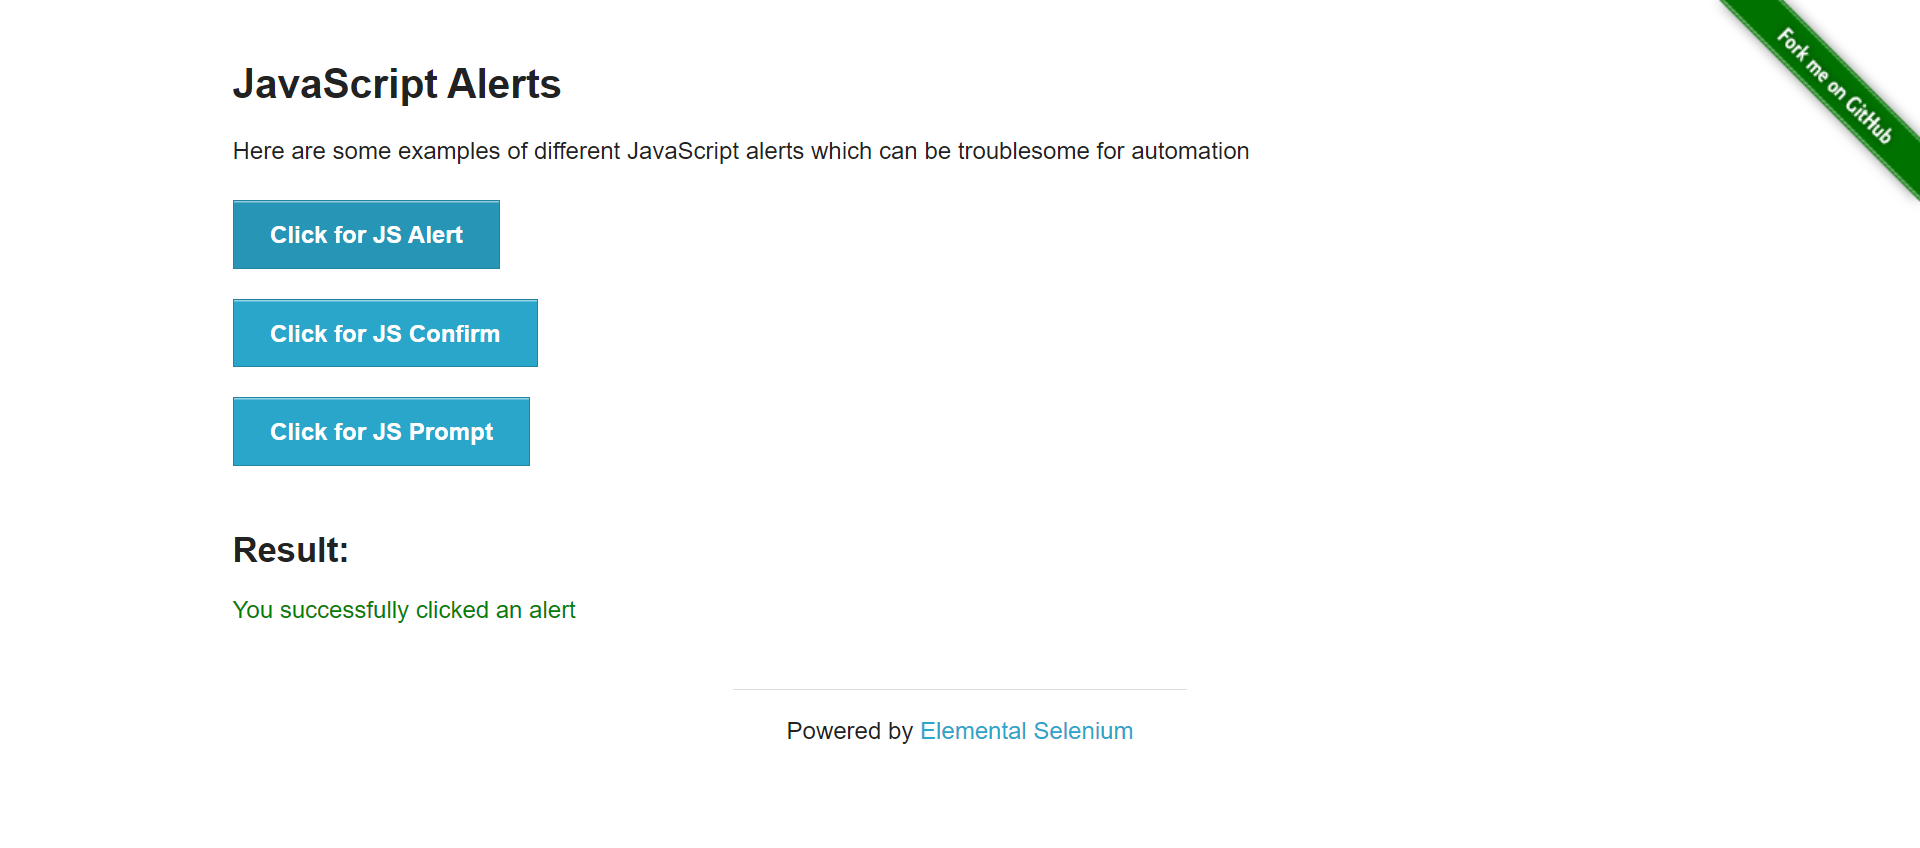 Fork me on GitHub
JavaScript Alerts
Here are some examples of different JavaScript alerts which can be troublesome for automation
Click for JS Alert
Click for JS Confirm
Click for JS Prompt
Result:
You successfully clicked an alert
Powered by Elemental Selenium